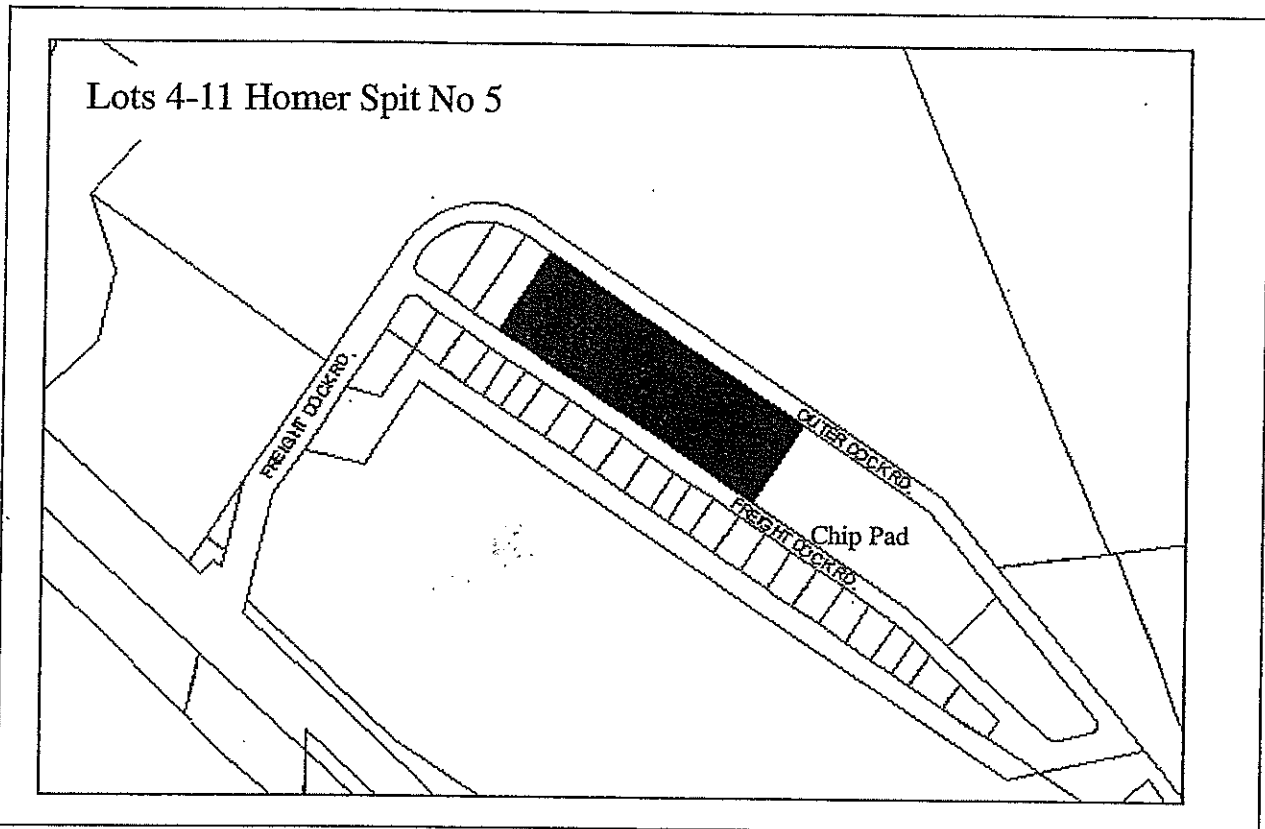 Lots 4-11 Homer Spit No 5
FREIGHT DOCK RD.
OUTER DOCK RD.
FREIGHT DOCK RD.
Chip Pad